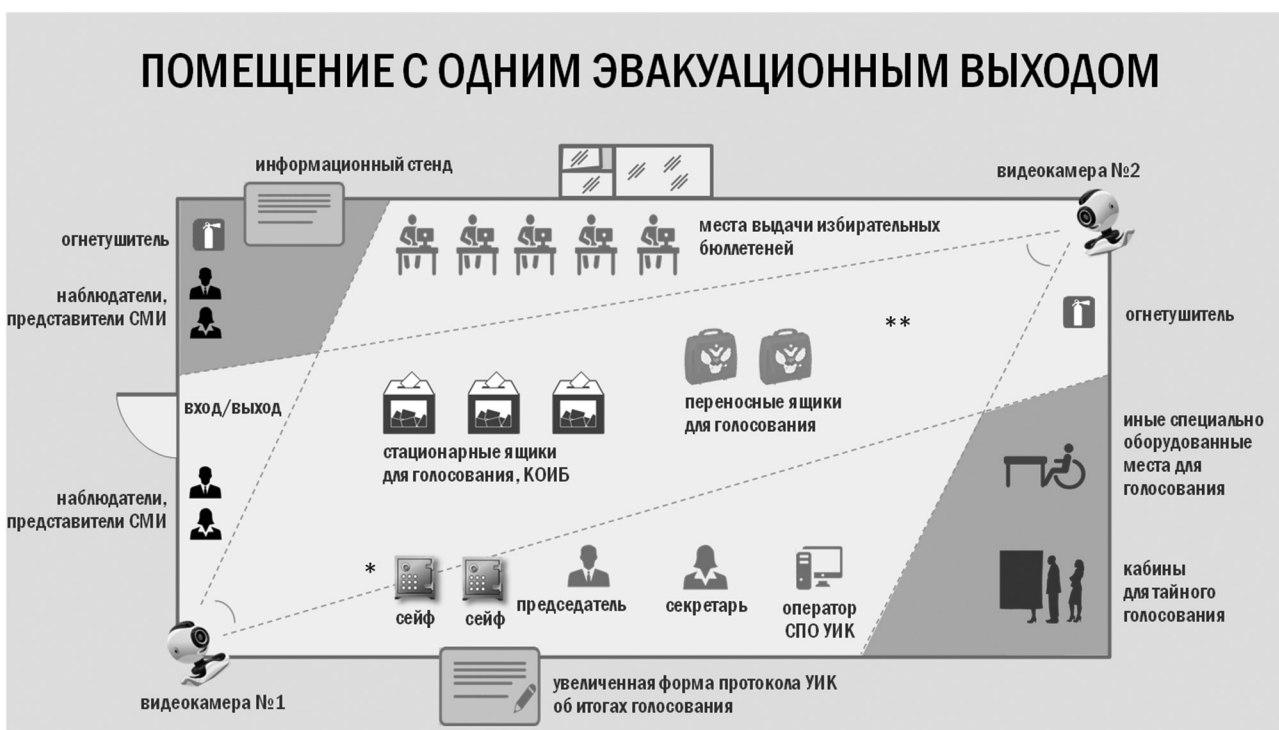 ПОМЕЩЕНИЕ С ОДНИМ ЭВАКУАЦИОННЫМ ВЫХОДОМ
информационный стенд
видеокамера №2
огнетушитель
места выдачи избирательных
бюллетеней
наблюдатели,
представители СМИ
**
огнетушитель
вход/выход
переносные ящики
для голосования
стационарные ящики
для голосования, КОИБ
иные специально
оборудованные
места для
голосования
наблюдатели,
представители СМИ
*
сейф
сейф
председатель
секретарь
оператор
СПО УИК
кабины
для тайного
голосования
видеокамера №1
увеличенная форма протокола УИК
об итогах голосования